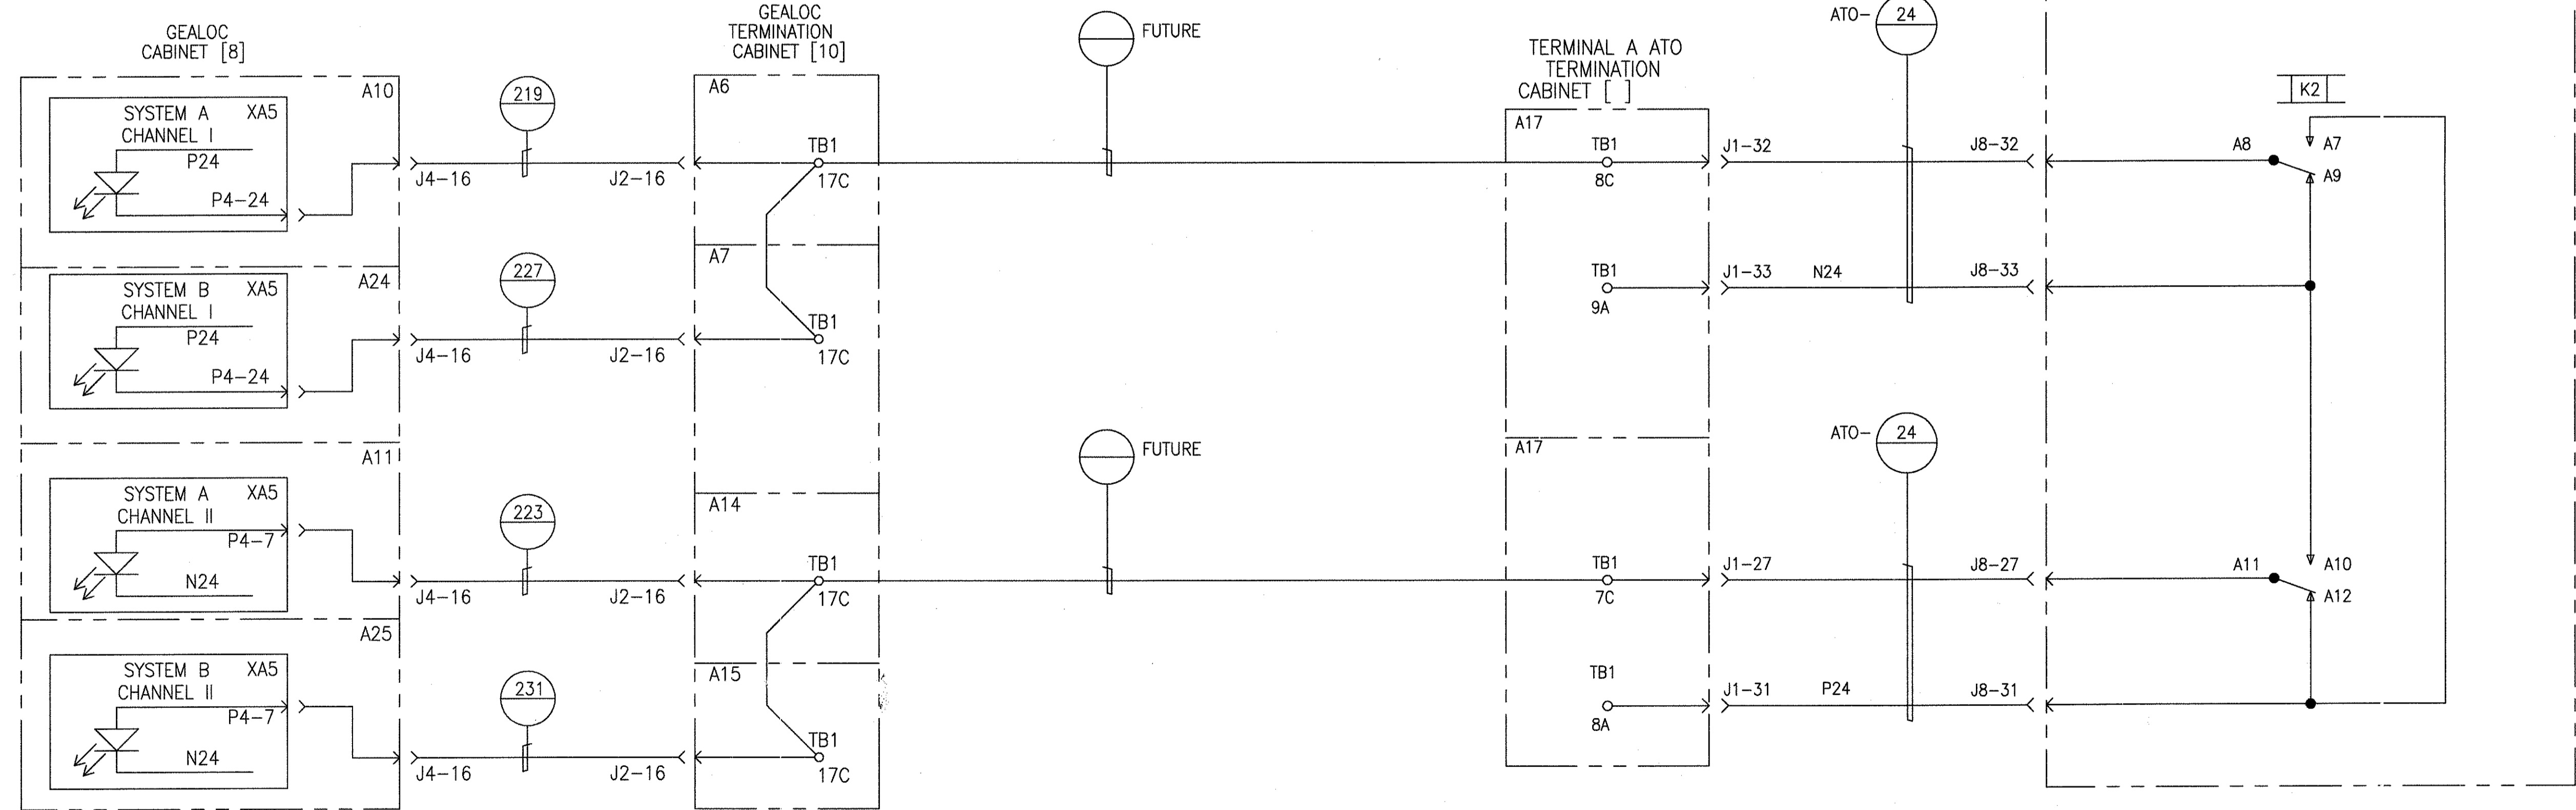 GEALOC
CABINET [8]
GEALOC
TERMINATION
CABINET [10]
FUTURE
TERMINAL A ATO
TERMINATION
CABINET [ ]
ATO-
24
K2
A10
SYSTEM A
XA5
CHANNEL I
P24
P4-24
219
J4-16
J2-16
A6
TB1
17C
A17
TB1
8C
J1-32
J8-32
A8
A7
A9
A24
SYSTEM B
XA5
CHANNEL I
P24
P4-24
227
J4-16
J2-16
A7
TB1
17C
TB1
9A
J1-33
N24
J8-33
A11
SYSTEM A
XA5
CHANNEL II
P4-7
N24
223
J4-16
J2-16
A14
TB1
17C
FUTURE
A17
TB1
7C
J1-27
ATO-
24
J8-27
A11
A10
A12
A25
SYSTEM B
XA5
CHANNEL II
P4-7
N24
231
J4-16
J2-16
A15
TB1
17C
TB1
8A
J1-31
P24
J8-31